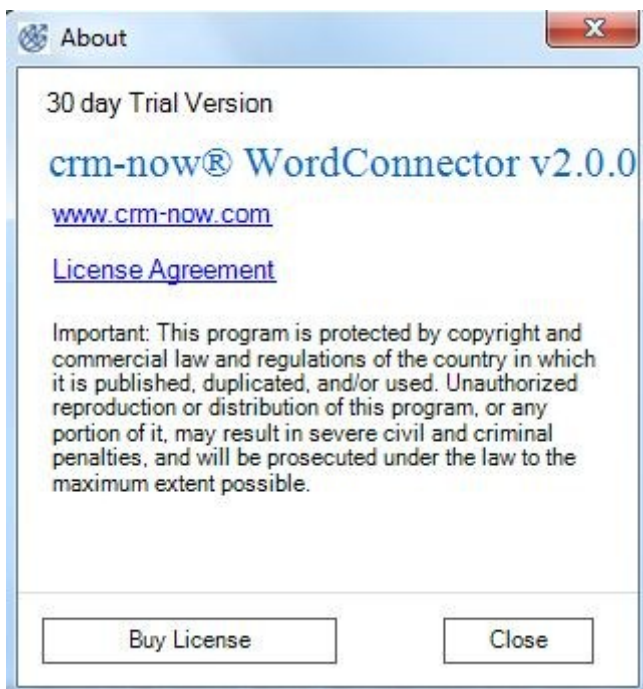 About
30 day Trial Version
crm-now® WordConnector v2.0.0
www.crm-now.com
License Agreement
Important: This program is protected by copyright and
commercial law and regulations of the country in which
it is published, duplicated, and/or used. Unauthorized
reproduction or distribution of this program, or any
portion of it, may result in severe civil and criminal
penalties, and will be prosecuted under the law to the
maximum extent possible.
Buy License
Close